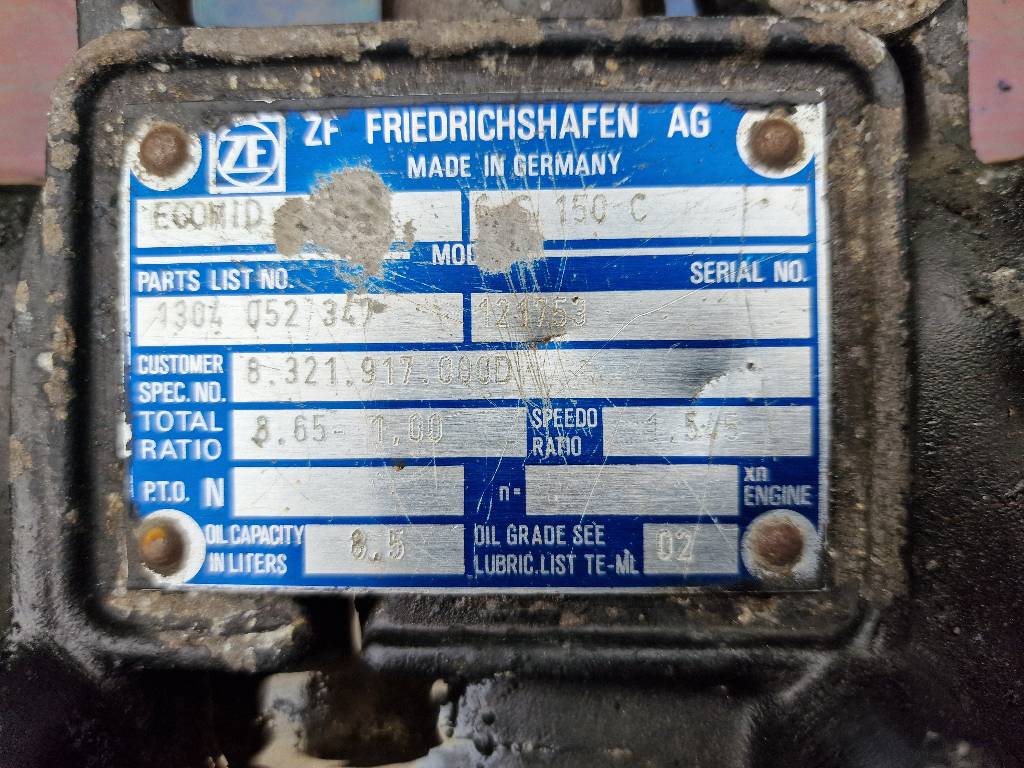 ZF ZF FRIEDRICHSHAFEN AG
MADE IN GERMANY
ECOMID 150 C
PARTS LIST NO. SERIAL NO.
1304 052 347 121753
CUSTOMER
SPEC. NO. 8.321.917.000D
TOTAL
RATIO 8.65- 1,00 SPEEDO
RATIO
P.T.O. N n= xn
ENGINE
OIL CAPACITY
IN LITERS 8.5 OIL GRADE SEE
LUBRIC. LIST TE-ML 02